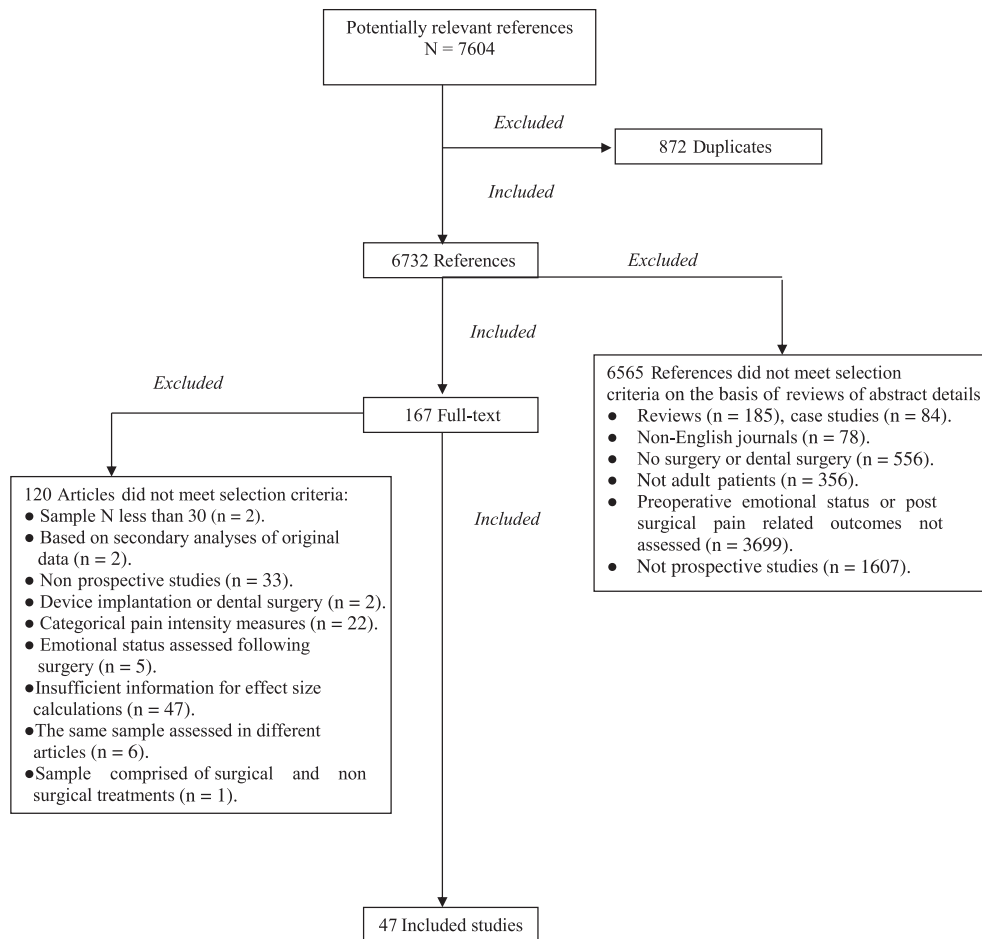 Potentially relevant references
N = 7604
Excluded
872 Duplicates
Included
6732 References
Excluded
Included
6565 References did not meet selection
criteria on the basis of reviews of abstract details
● Reviews (n = 185), case studies (n = 84).
● Non-English journals (n = 78).
● No surgery or dental surgery (n = 556).
● Not adult patients (n = 356).
● Preoperative emotional status or post
surgical pain related outcomes not
assessed (n = 3699).
● Not prospective studies (n = 1607).
Excluded
167 Full-text
120 Articles did not meet selection criteria:
● Sample N less than 30 (n = 2).
● Based on secondary analyses of original
data (n = 2).
● Non prospective studies (n = 33).
● Device implantation or dental surgery (n = 2).
● Categorical pain intensity measures (n = 22).
● Emotional status assessed following
surgery (n = 5).
●Insufficient information for effect size
calculations (n = 47).
●The same sample assessed in different
articles (n = 6).
●Sample comprised of surgical and non
surgical treatments (n = 1).
Included
47 Included studies